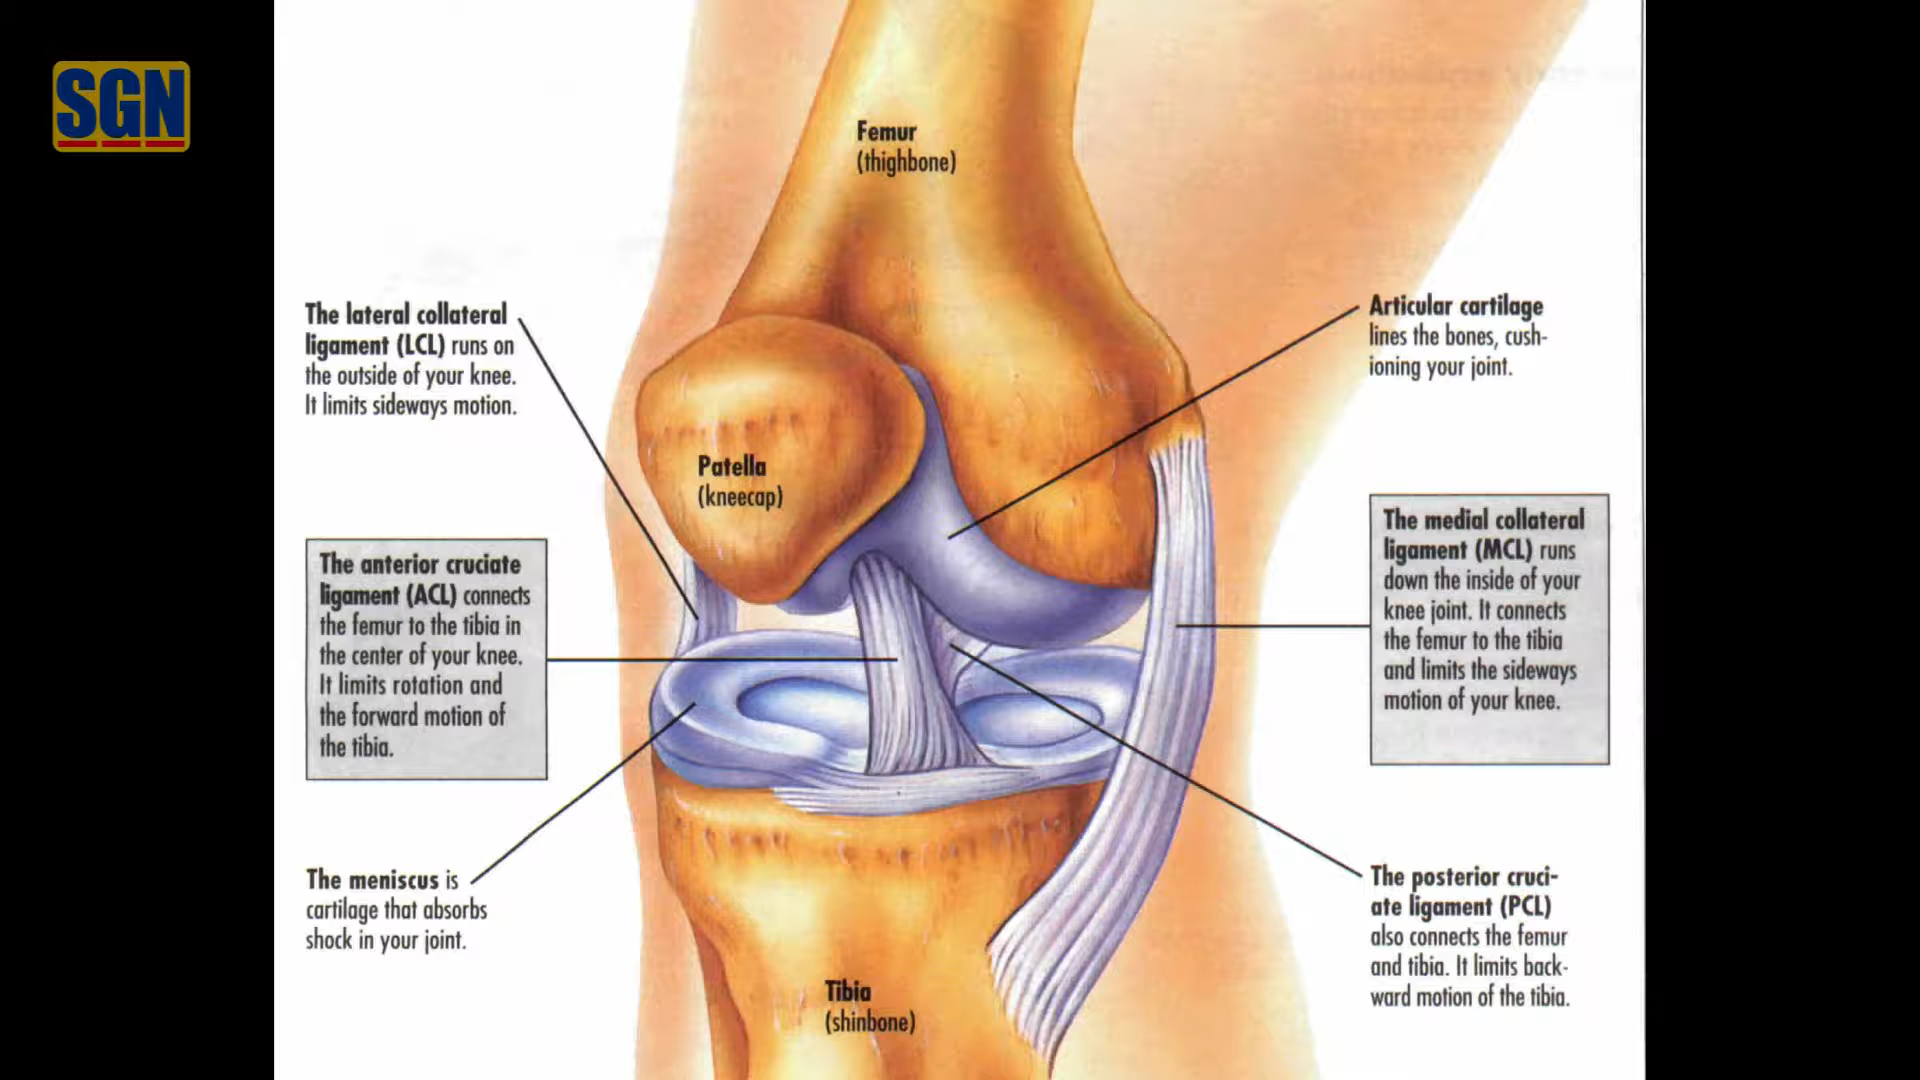 SGN
Femur
(thighbone)
The lateral collateral
ligament (LCL) runs on
the outside of your knee.
It limits sideways motion.
Articular cartilage
lines the bones, cush-
ioning your joint.
Patella
(kneecap)
The anterior cruciate
ligament (ACL) connects
the femur to the tibia in
the center of your knee.
It limits rotation and
the forward motion of
the tibia.
The medial collateral
ligament (MCL) runs
down the inside of your
knee joint. It connects
the femur to the tibia
and limits the sideways
motion of your knee.
The meniscus is
cartilage that absorbs
shock in your joint.
The posterior cruci-
ate ligament (PCL)
also connects the femur
and tibia. It limits back-
ward motion of the tibia.
Tibia
(shinbone)